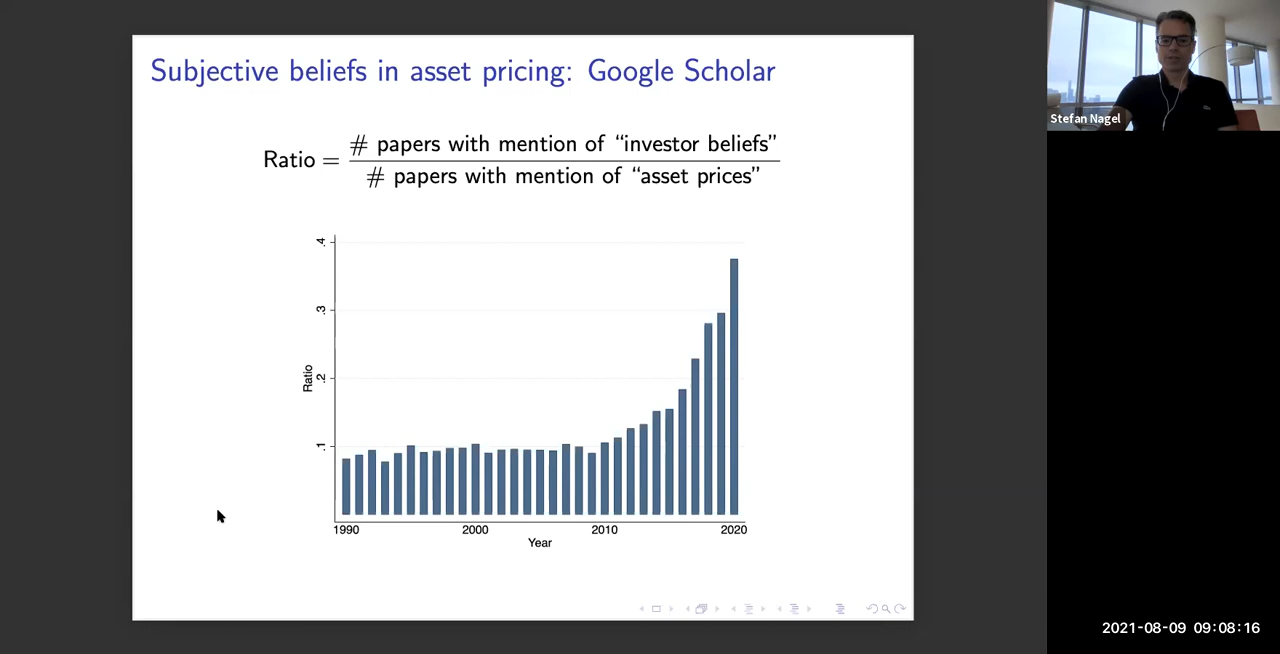 Subjective beliefs in asset pricing: Google Scholar
Ratio = # papers with mention of “investor beliefs”
# papers with mention of “asset prices”
.4
.3
.2
.1
Ratio
1990 2000 2010 2020
Year
Stefan Nagel
2021-08-09 09:08:16